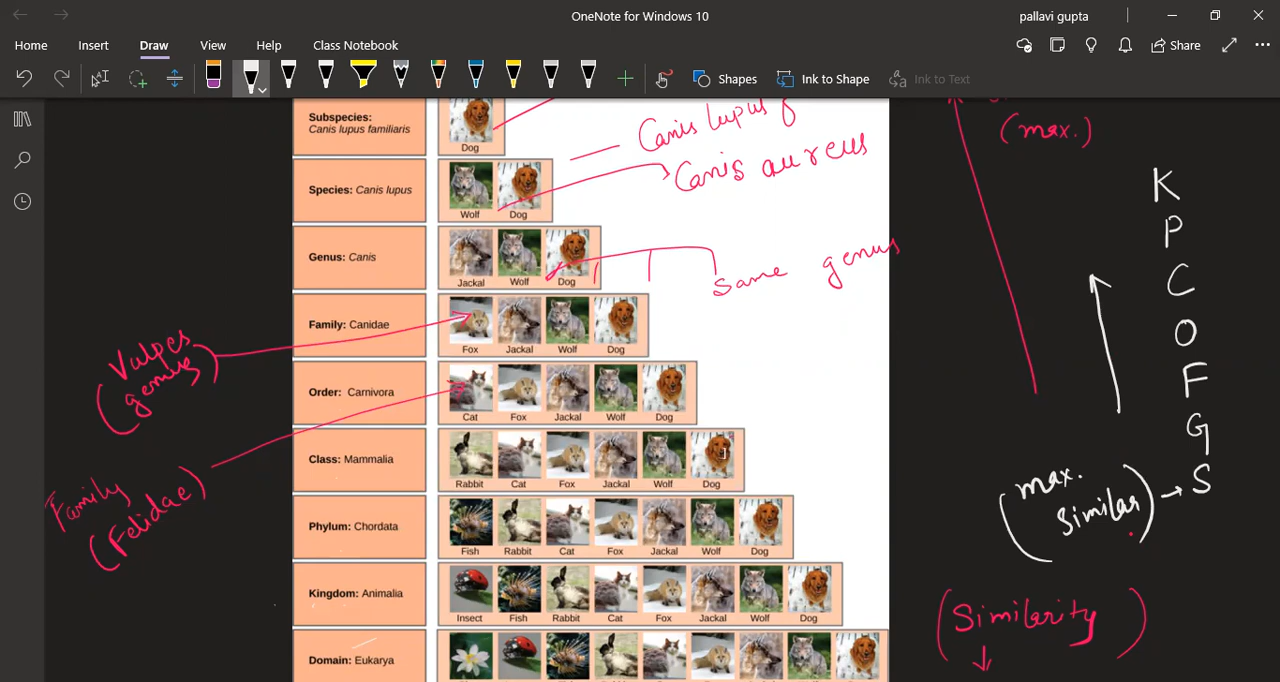 OneNote for Windows 10
pallavi gupta
Home Insert Draw View Help Class Notebook
Share
Shapes
Ink to Shape
Ink to Text
Subspecies:
Canis lupus familiaris
Dog
Canis lupus f
Canis aureus
(max.)
Species: Canis lupus
Wolf Dog
Genus: Canis
Jackal Wolf Dog
same genus
Family: Canidae
Fox Jackal Wolf Dog
Vulpes
(genus)
Order: Carnivora
Cat Fox Jackal Wolf Dog
Class: Mammalia
Rabbit Cat Fox Jackal Wolf Dog
Family
(Felidae)
Phylum: Chordata
Fish Rabbit Cat Fox Jackal Wolf Dog
Kingdom: Animalia
Insect Fish Rabbit Cat Fox Jackal Wolf Dog
Domain: Eukarya
K
P
C
O
F
G
S
(max.
similar)
(Similarity)